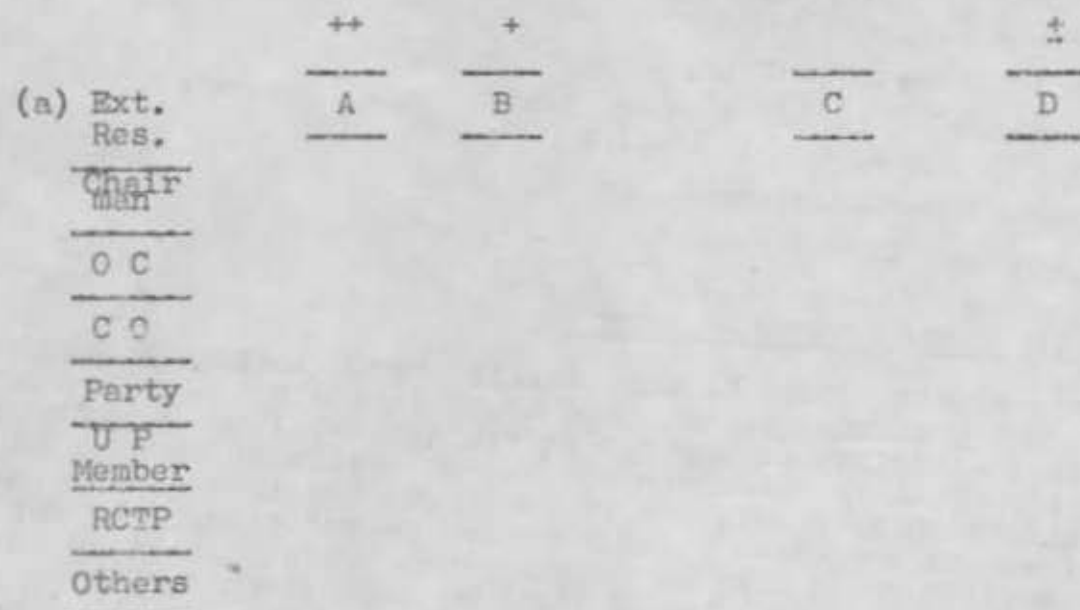 ++ + ±
(a) Ext. A B C D
Res.
Chair
man
O C
C O
Party
U P
Member
RCTP
Others